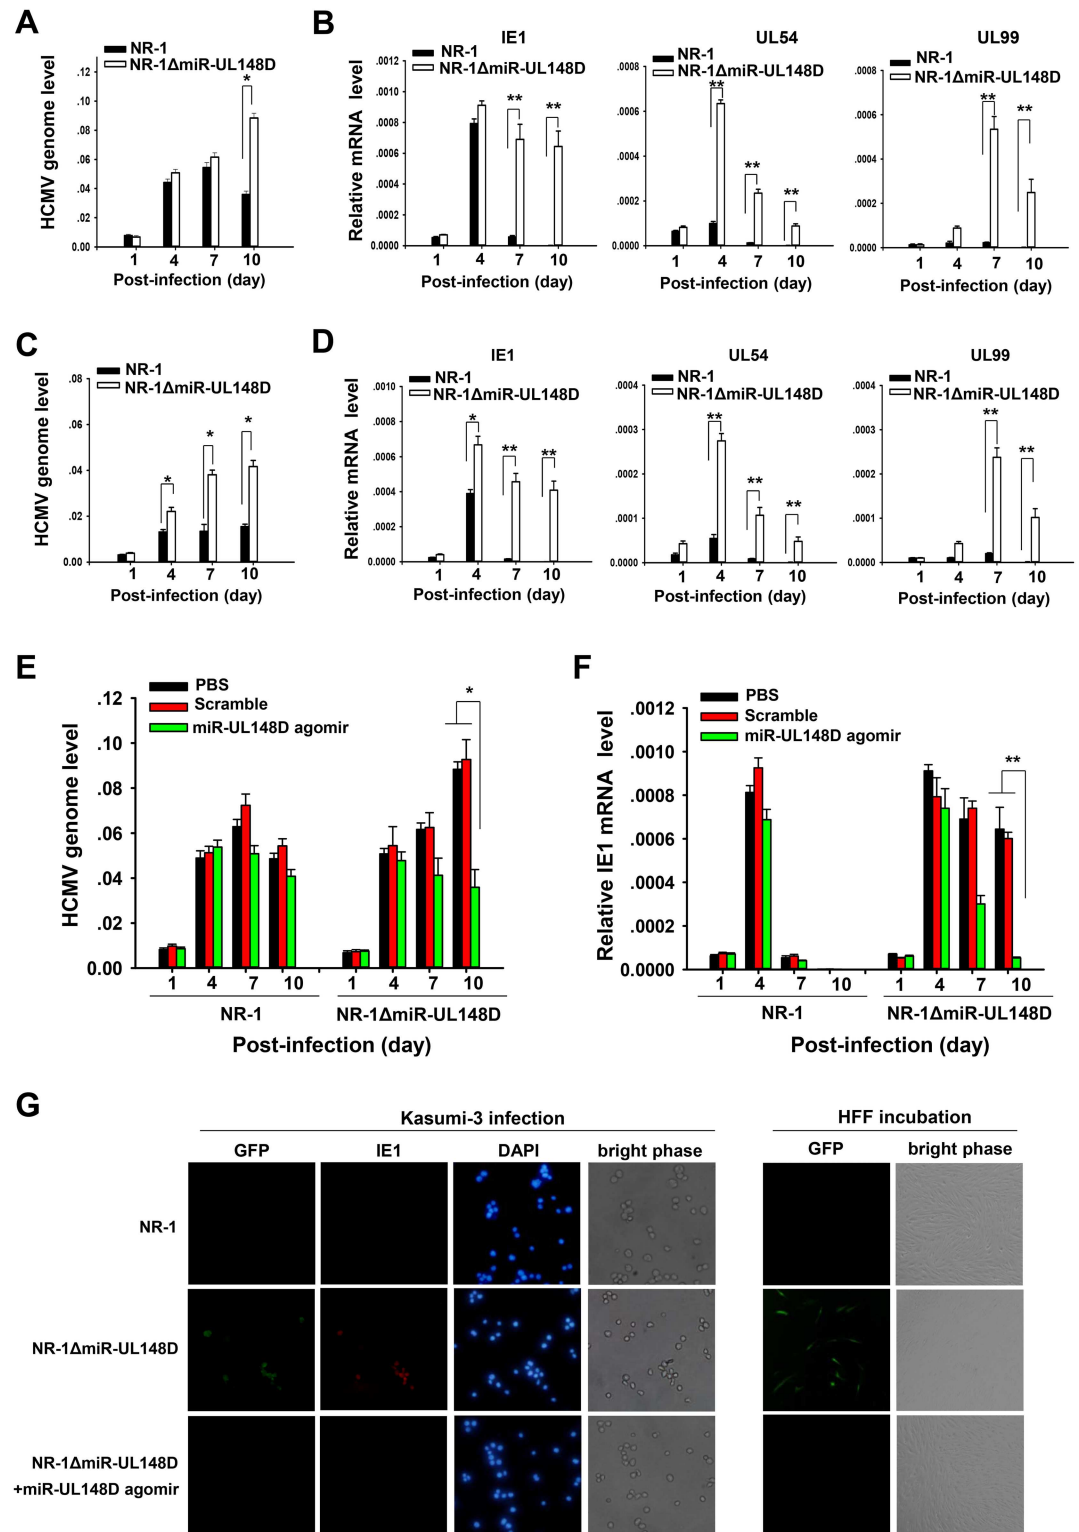 A
NR-1
NR-1ΔmiR-UL148D
HCMV genome level
.12
.10
.08
.06
.04
.02
.00
*
1 4 7 10
Post-infection (day)
B
IE1
NR-1
NR-1ΔmiR-UL148D
Relative mRNA level
.0012
.0010
.0008
.0006
.0004
.0002
0.0000
** **
1 4 7 10
Post-infection (day)
UL54
NR-1
NR-1ΔmiR-UL148D
.0008
.0006
.0004
.0002
0.0000
**
**
**
1 4 7 10
Post-infection (day)
UL99
NR-1
NR-1ΔmiR-UL148D
.0008
.0006
.0004
.0002
0.0000
**
**
1 4 7 10
Post-infection (day)
C
NR-1
NR-1ΔmiR-UL148D
HCMV genome level
.08
.06
.04
.02
0.00
*
*
*
1 4 7 10
Post-infection (day)
D
IE1
NR-1
NR-1ΔmiR-UL148D
Relative mRNA level
.0010
.0008
.0006
.0004
.0002
0.0000
*
**
**
1 4 7 10
Post-infection (day)
UL54
NR-1
NR-1ΔmiR-UL148D
.0004
.0003
.0002
.0001
0.0000
**
**
**
1 4 7 10
Post-infection (day)
UL99
NR-1
NR-1ΔmiR-UL148D
.0004
.0003
.0002
.0001
0.0000
**
**
1 4 7 10
Post-infection (day)
E
PBS
Scramble
miR-UL148D agomir
HCMV genome level
.12
.10
.08
.06
.04
.02
0.00
*
1 4 7 10 1 4 7 10
NR-1 NR-1ΔmiR-UL148D
Post-infection (day)
F
PBS
Scramble
miR-UL148D agomir
Relative IE1 mRNA level
.0012
.0010
.0008
.0006
.0004
.0002
0.0000
**
1 4 7 10 1 4 7 10
NR-1 NR-1ΔmiR-UL148D
Post-infection (day)
G
Kasumi-3 infection HFF incubation
GFP IE1 DAPI bright phase GFP bright phase
NR-1
NR-1ΔmiR-UL148D
NR-1ΔmiR-UL148D
+miR-UL148D agomir